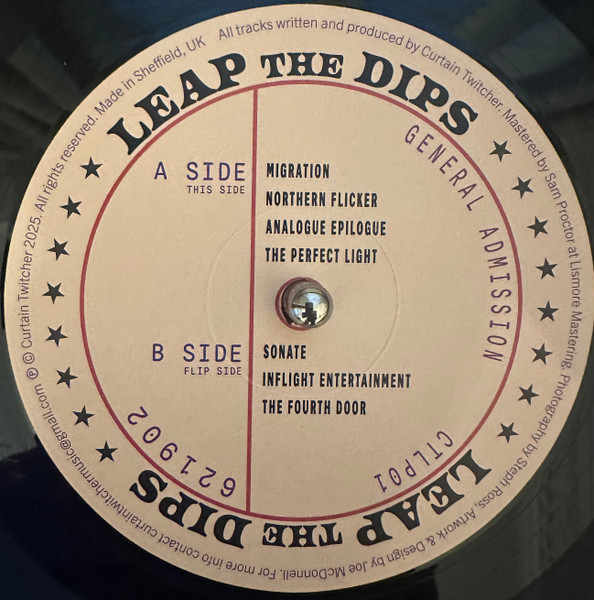 LEAP THE DIPS
GENERAL ADMISSION
A SIDE
THIS SIDE
MIGRATION
NORTHERN FLICKER
ANALOGUE EPILOGUE
THE PERFECT LIGHT
B SIDE
FLIP SIDE
SONATE
INFLIGHT ENTERTAINMENT
THE FOURTH DOOR
CTLP01
621902
LEAP THE DIPS
All tracks written and produced by Curtain Twitcher. Mastered by Sam Proctor at Lismore Mastering. Photography by Steph Ross, Artwork & Design by Joe McDonnell. For more info contact curtaintwitchermusic@gmail.com ℗ © Curtain Twitcher 2025. All rights reserved. Made in Sheffield, UK